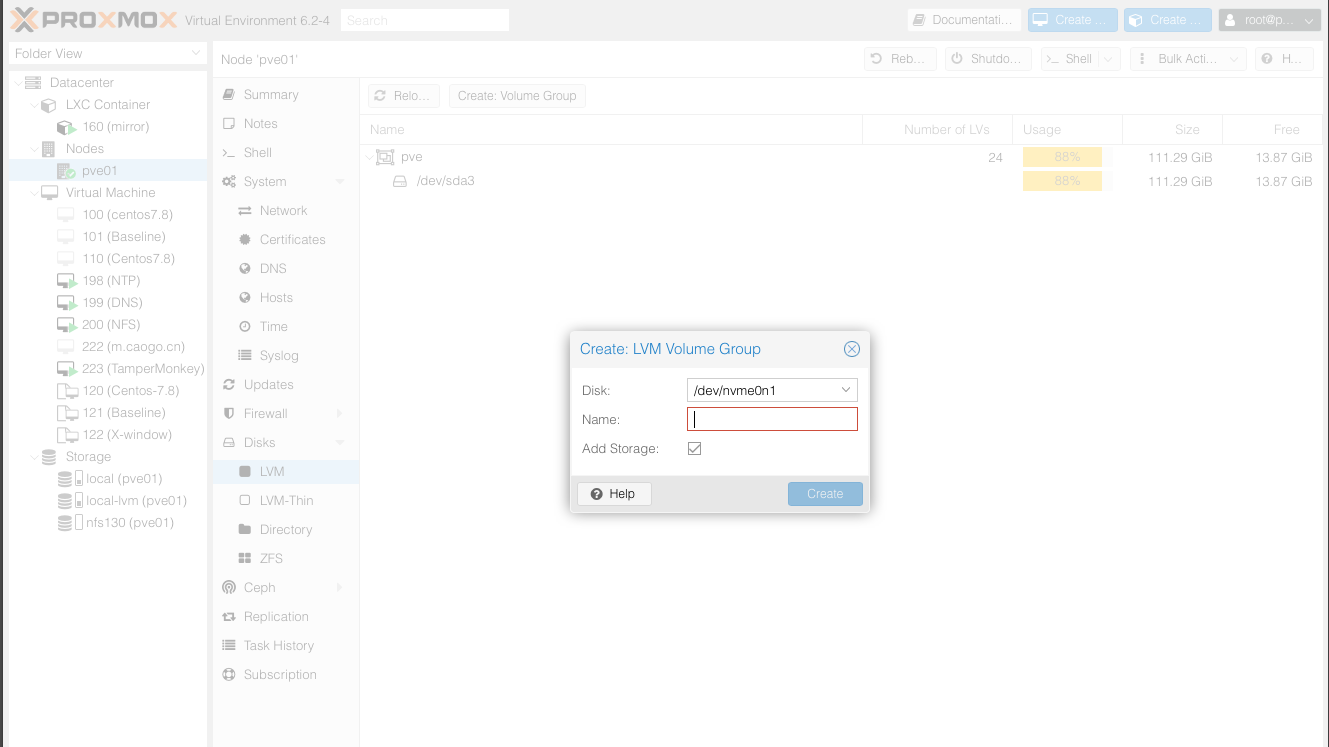 PROXMOX Virtual Environment 6.2-4 Search Documentati... Create ... Create ... root@p...
Folder View
Node 'pve01' Reb... Shutdo... >_ Shell Bulk Acti... H...
Datacenter
LXC Container
160 (mirror)
Nodes
pve01
Virtual Machine
100 (centos7.8)
101 (Baseline)
110 (Centos7.8)
198 (NTP)
199 (DNS)
200 (NFS)
222 (m.caogo.cn)
223 (TamperMonkey)
120 (Centos-7.8)
121 (Baseline)
122 (X-window)
Storage
local (pve01)
local-lvm (pve01)
nfs130 (pve01)
Summary
Notes
>_ Shell
System
Network
Certificates
DNS
Hosts
Time
Syslog
Updates
Firewall
Disks
LVM
LVM-Thin
Directory
ZFS
Ceph
Replication
Task History
Subscription
Relo... Create: Volume Group
Name Number of LVs Usage Size Free
pve 24 88% 111.29 GiB 13.87 GiB
/dev/sda3 88% 111.29 GiB 13.87 GiB
Create: LVM Volume Group
Disk: /dev/nvme0n1
Name:
Add Storage:
Help Create